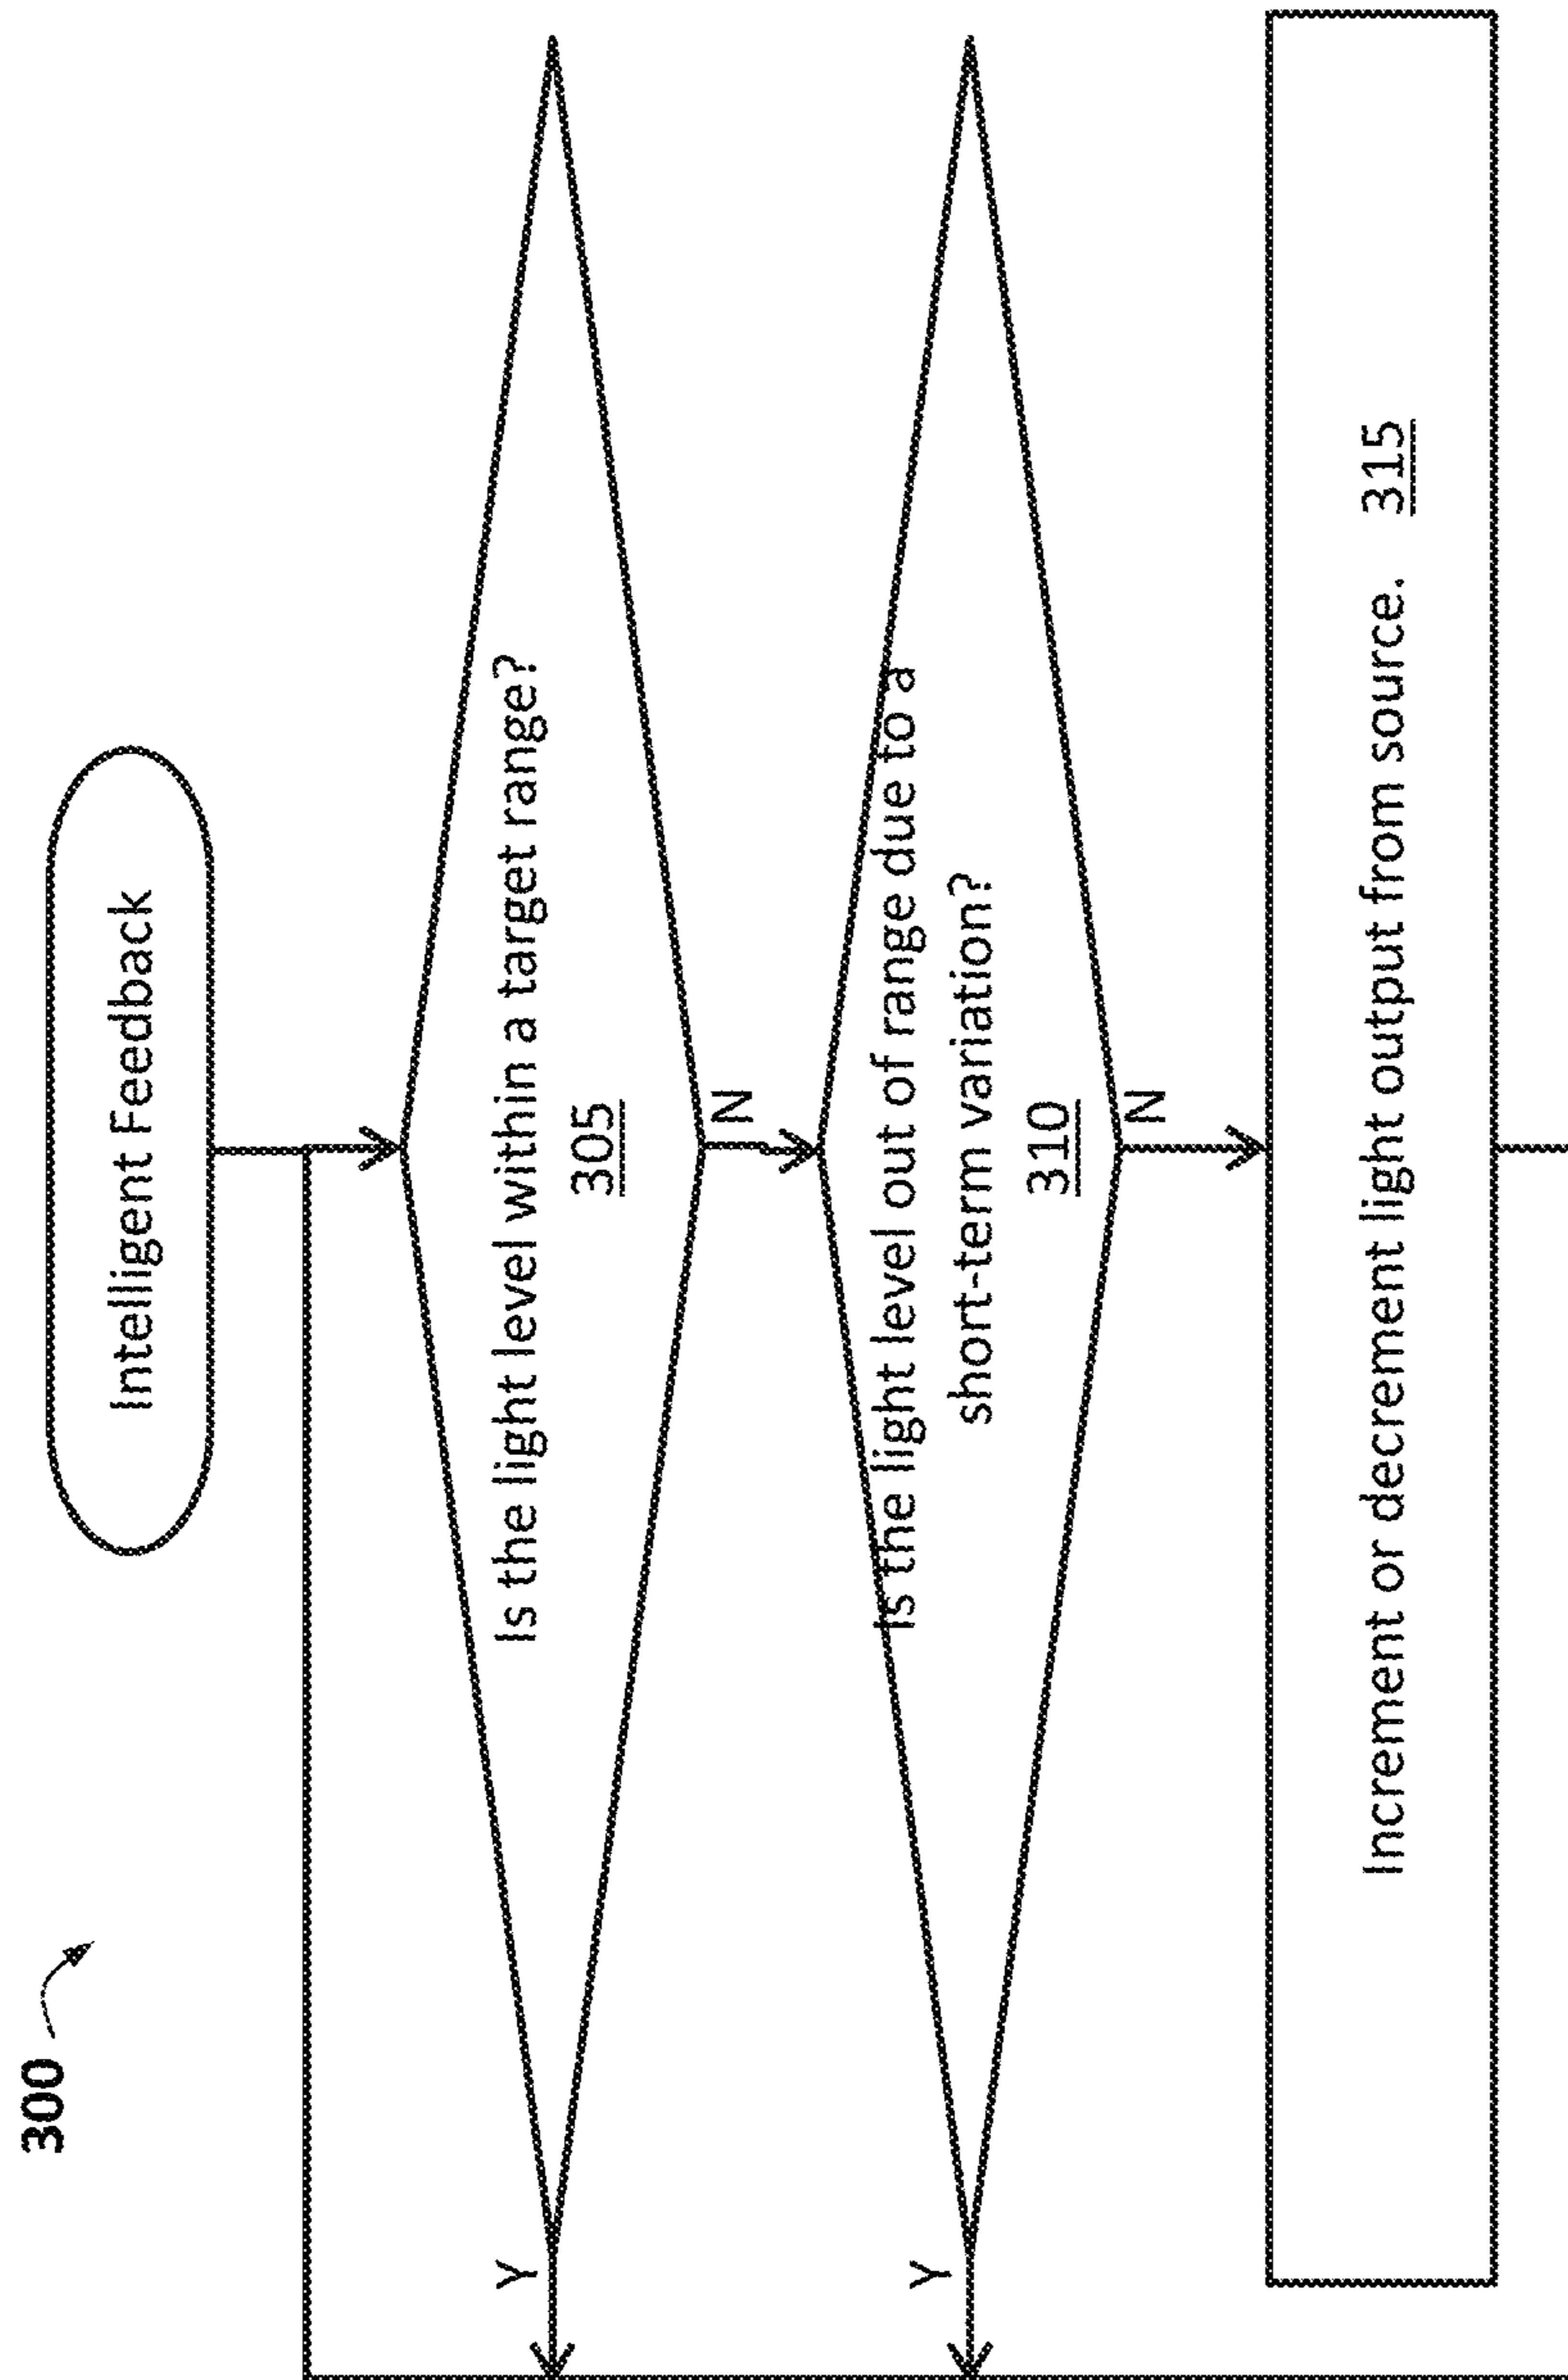 300
Intelligent Feedback
Is the light level within a target range?
305
Y
N
Is the light level out of range due to a
short-term variation?
310
Y
N
Increment or decrement light output from source. 315